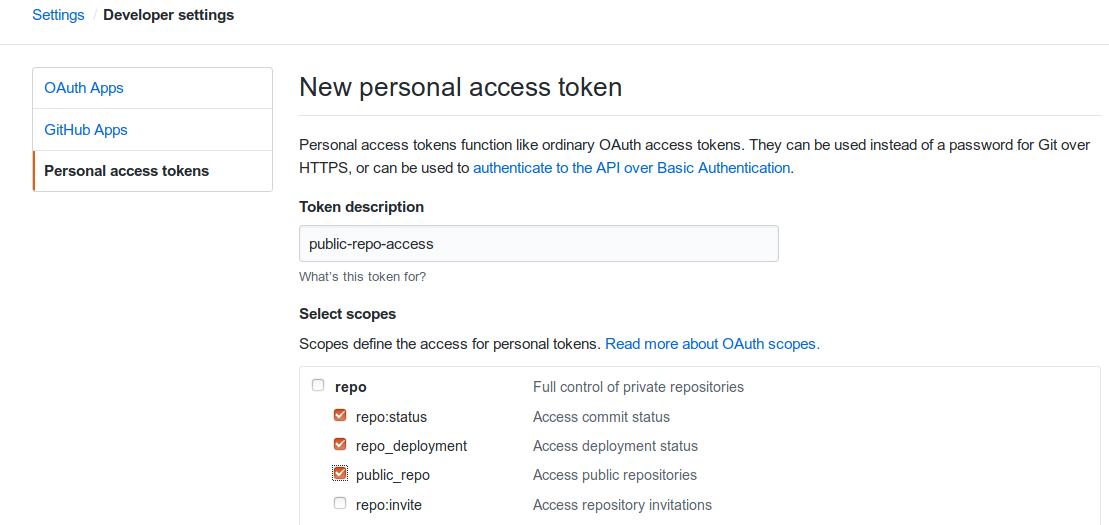 Settings / Developer settings
OAuth Apps
GitHub Apps
Personal access tokens
New personal access token
Personal access tokens function like ordinary OAuth access tokens. They can be used instead of a password for Git over
HTTPS, or can be used to authenticate to the API over Basic Authentication.
Token description
public-repo-access
What's this token for?
Select scopes
Scopes define the access for personal tokens. Read more about OAuth scopes.
repo Full control of private repositories
repo:status Access commit status
repo_deployment Access deployment status
public_repo Access public repositories
repo:invite Access repository invitations